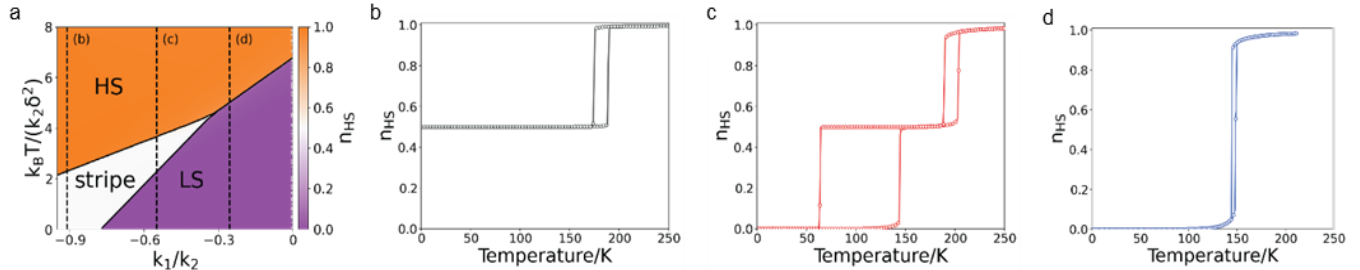 a
k_BT/(k_2δ^2)
8
6
4
2
0
(b)
(c)
(d)
HS
stripe
LS
−0.9
−0.6
−0.3
0
k_1/k_2
1.0
0.8
0.6
0.4
0.2
0.0
n_HS
b
n_HS
1.0
0.8
0.6
0.4
0.2
0.0
0
50
100
150
200
250
Temperature/K
c
n_HS
1.0
0.8
0.6
0.4
0.2
0.0
0
50
100
150
200
250
Temperature/K
d
n_HS
1.0
0.8
0.6
0.4
0.2
0.0
0
50
100
150
200
250
Temperature/K